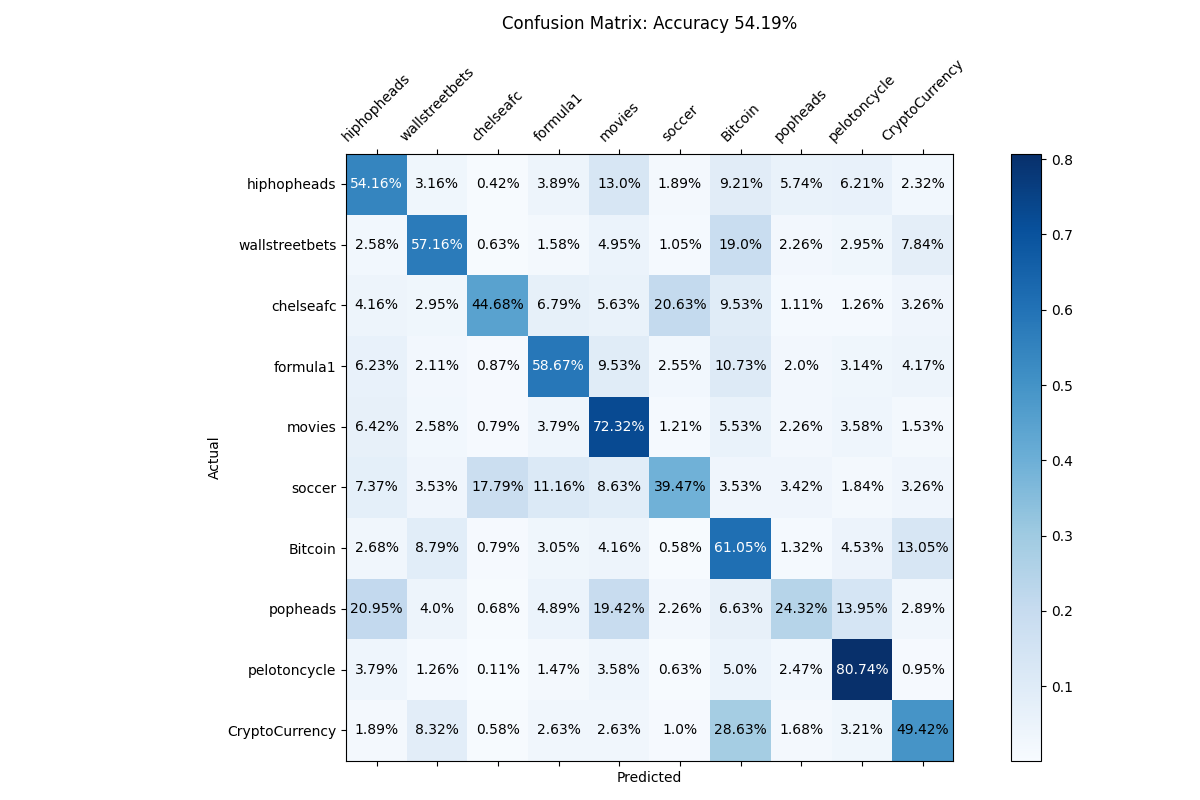 Confusion Matrix: Accuracy 54.19%
hiphopheads wallstreetbets chelseafc formula1 movies soccer Bitcoin popheads pelotoncycle CryptoCurrency
hiphopheads 54.16% 3.16% 0.42% 3.89% 13.0% 1.89% 9.21% 5.74% 6.21% 2.32%
wallstreetbets 2.58% 57.16% 0.63% 1.58% 4.95% 1.05% 19.0% 2.26% 2.95% 7.84%
chelseafc 4.16% 2.95% 44.68% 6.79% 5.63% 20.63% 9.53% 1.11% 1.26% 3.26%
formula1 6.23% 2.11% 0.87% 58.67% 9.53% 2.55% 10.73% 2.0% 3.14% 4.17%
movies 6.42% 2.58% 0.79% 3.79% 72.32% 1.21% 5.53% 2.26% 3.58% 1.53%
soccer 7.37% 3.53% 17.79% 11.16% 8.63% 39.47% 3.53% 3.42% 1.84% 3.26%
Bitcoin 2.68% 8.79% 0.79% 3.05% 4.16% 0.58% 61.05% 1.32% 4.53% 13.05%
popheads 20.95% 4.0% 0.68% 4.89% 19.42% 2.26% 6.63% 24.32% 13.95% 2.89%
pelotoncycle 3.79% 1.26% 0.11% 1.47% 3.58% 0.63% 5.0% 2.47% 80.74% 0.95%
CryptoCurrency 1.89% 8.32% 0.58% 2.63% 2.63% 1.0% 28.63% 1.68% 3.21% 49.42%
Actual
Predicted
0.8
0.7
0.6
0.5
0.4
0.3
0.2
0.1